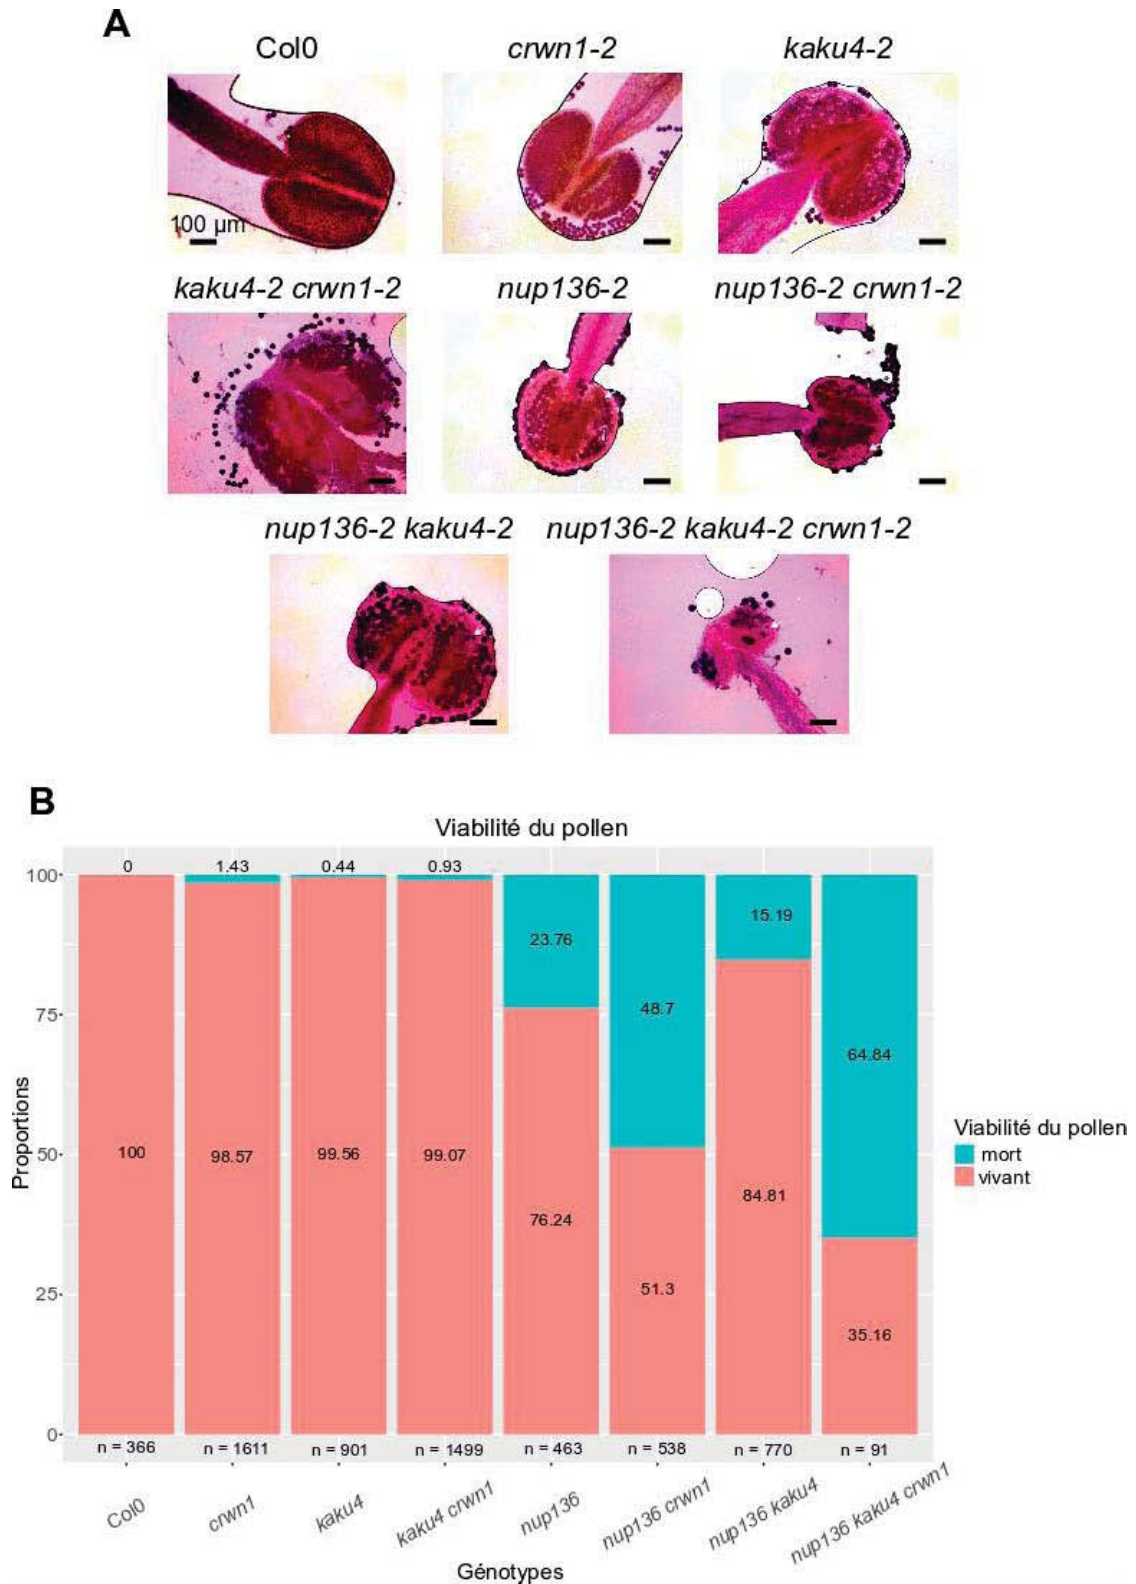 A
Col0
crwn1-2
kaku4-2
100 µm
kaku4-2 crwn1-2
nup136-2
nup136-2 crwn1-2
nup136-2 kaku4-2
nup136-2 kaku4-2 crwn1-2
B
Viabilité du pollen
0
1.43
0.44
0.93
100
23.76
15.19
48.7
75
64.84
Proportions
50
100
98.57
99.56
99.07
76.24
84.81
51.3
25
35.16
0
n = 366
n = 1611
n = 901
n = 1499
n = 463
n = 538
n = 770
n = 91
Col0
crwn1
kaku4
kaku4 crwn1
nup136
nup136 crwn1
nup136 kaku4
nup136 kaku4 crwn1
Génotypes
Viabilité du pollen
mort
vivant